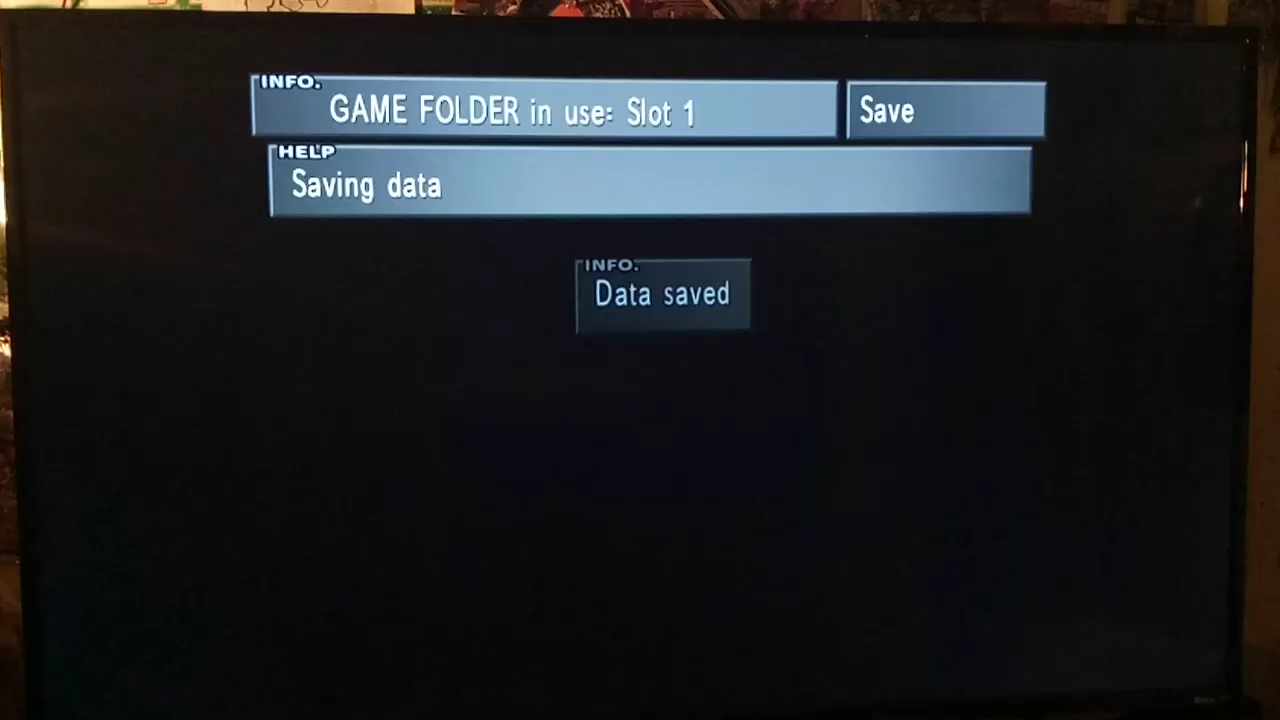 INFO.
GAME FOLDER in use: Slot 1
Save
HELP
Saving data
INFO.
Data saved